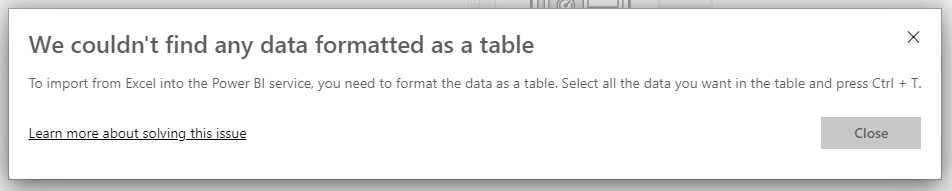 We couldn't find any data formatted as a table
To import from Excel into the Power BI service, you need to format the data as a table. Select all the data you want in the table and press Ctrl + T.
Learn more about solving this issue
Close